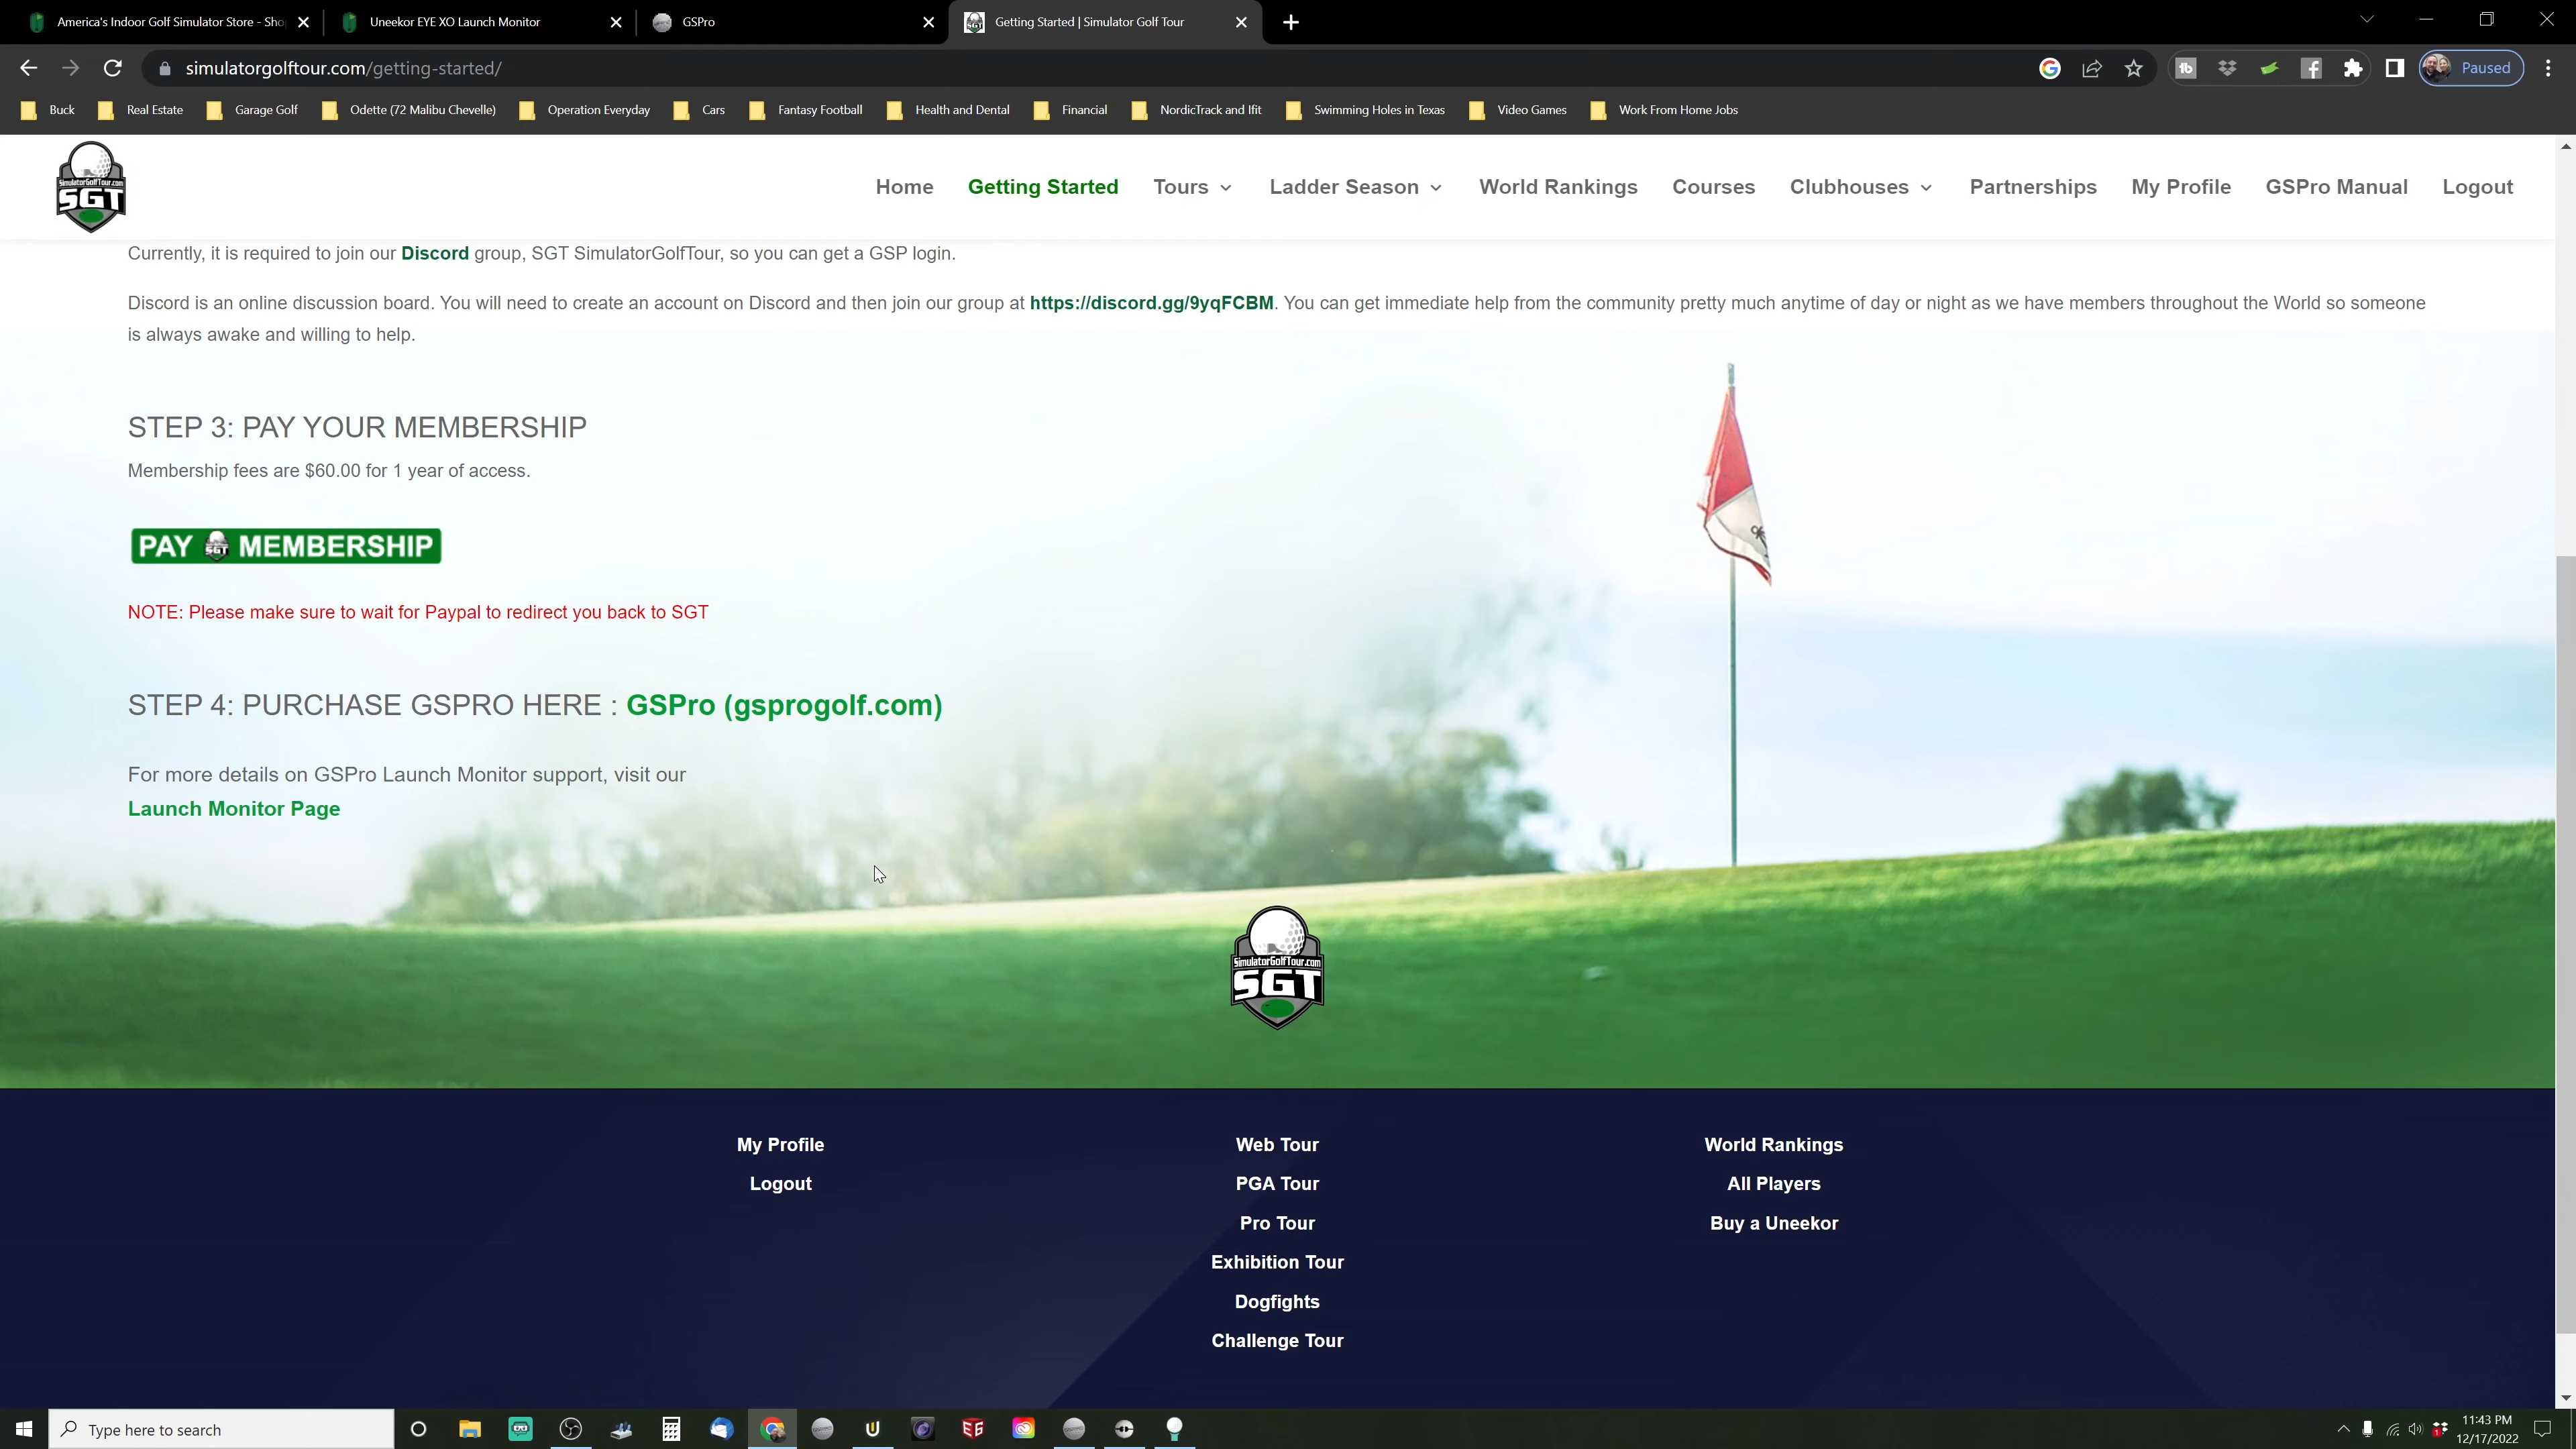 America's Indoor Golf Simulator Store - Sho
Uneekor EYE XO Launch Monitor
GSPro
Getting Started | Simulator Golf Tour
simulatorgolftour.com/getting-started/
Paused
Buck
Real Estate
Garage Golf
Odette (72 Malibu Chevelle)
Operation Everyday
Cars
Fantasy Football
Health and Dental
Financial
NordicTrack and Ifit
Swimming Holes in Texas
Video Games
Work From Home Jobs
SimulatorGolfTour.com
SGT
Home
Getting Started
Tours
Ladder Season
World Rankings
Courses
Clubhouses
Partnerships
My Profile
GSPro Manual
Logout
Currently, it is required to join our Discord group, SGT SimulatorGolfTour, so you can get a GSP login.
Discord is an online discussion board. You will need to create an account on Discord and then join our group at https://discord.gg/9yqFCBM. You can get immediate help from the community pretty much anytime of day or night as we have members throughout the World so someone
is always awake and willing to help.
STEP 3: PAY YOUR MEMBERSHIP
Membership fees are $60.00 for 1 year of access.
PAY SGT MEMBERSHIP
NOTE: Please make sure to wait for Paypal to redirect you back to SGT
STEP 4: PURCHASE GSPRO HERE : GSPro (gsprogolf.com)
For more details on GSPro Launch Monitor support, visit our
Launch Monitor Page
SimulatorGolfTour.com
SGT
My Profile
Logout
Web Tour
PGA Tour
Pro Tour
Exhibition Tour
Dogfights
Challenge Tour
World Rankings
All Players
Buy a Uneekor
Type here to search
11:43 PM
12/17/2022